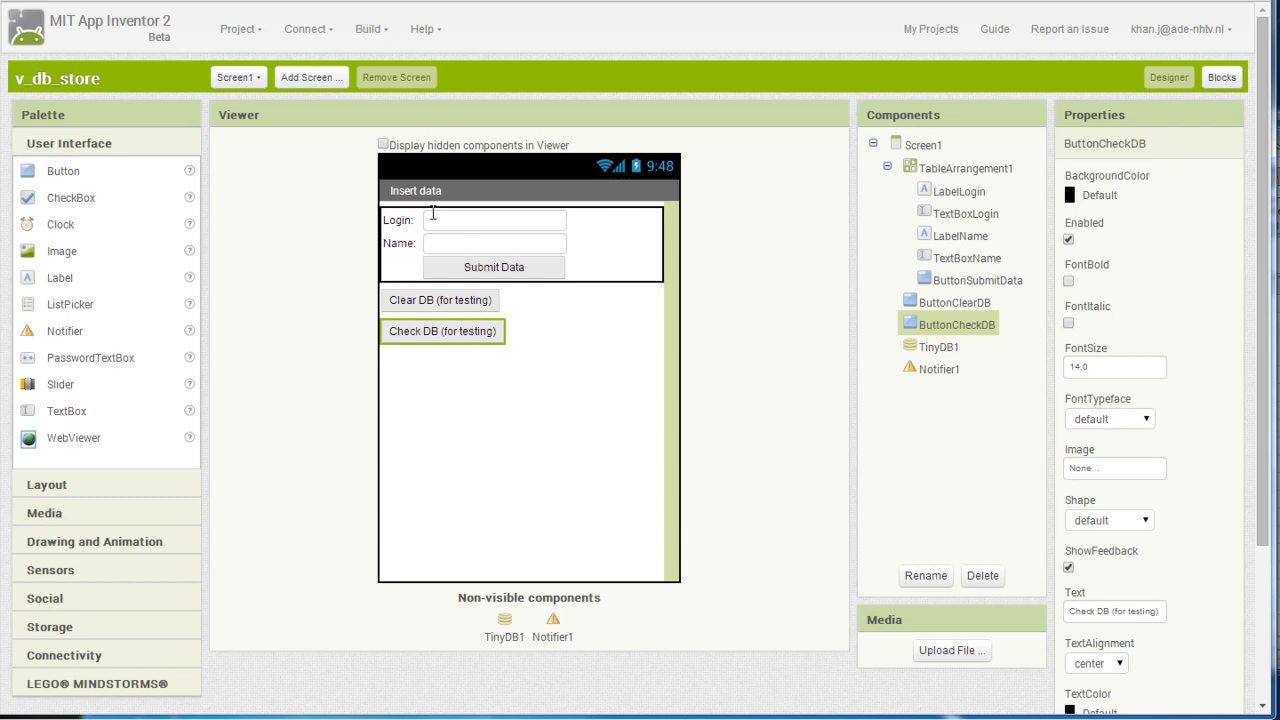 MIT App Inventor 2
Beta
Project
Connect
Build
Help
My Projects
Guide
Report an Issue
khan.j@ade-nhtv.nl
v_db_store
Screen1
Add Screen ...
Remove Screen
Designer
Blocks
Palette
User Interface
Button
CheckBox
Clock
Image
Label
ListPicker
Notifier
PasswordTextBox
Slider
TextBox
WebViewer
Layout
Media
Drawing and Animation
Sensors
Social
Storage
Connectivity
LEGO® MINDSTORMS®
Viewer
Display hidden components in Viewer
9:48
Insert data
Login:
Name:
Submit Data
Clear DB (for testing)
Check DB (for testing)
Non-visible components
TinyDB1
Notifier1
Components
Screen1
TableArrangement1
LabelLogin
TextBoxLogin
LabelName
TextBoxName
ButtonSubmitData
ButtonClearDB
ButtonCheckDB
TinyDB1
Notifier1
Rename
Delete
Media
Upload File ...
Properties
ButtonCheckDB
BackgroundColor
Default
Enabled
FontBold
FontItalic
FontSize
14.0
FontTypeface
default
Image
None...
Shape
default
ShowFeedback
Text
Check DB (for testing)
TextAlignment
center
TextColor
Default